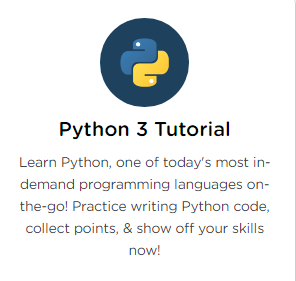 Python 3 Tutorial
Learn Python, one of today's most in-
demand programming languages on-
the-go! Practice writing Python code,
collect points, & show off your skills
now!